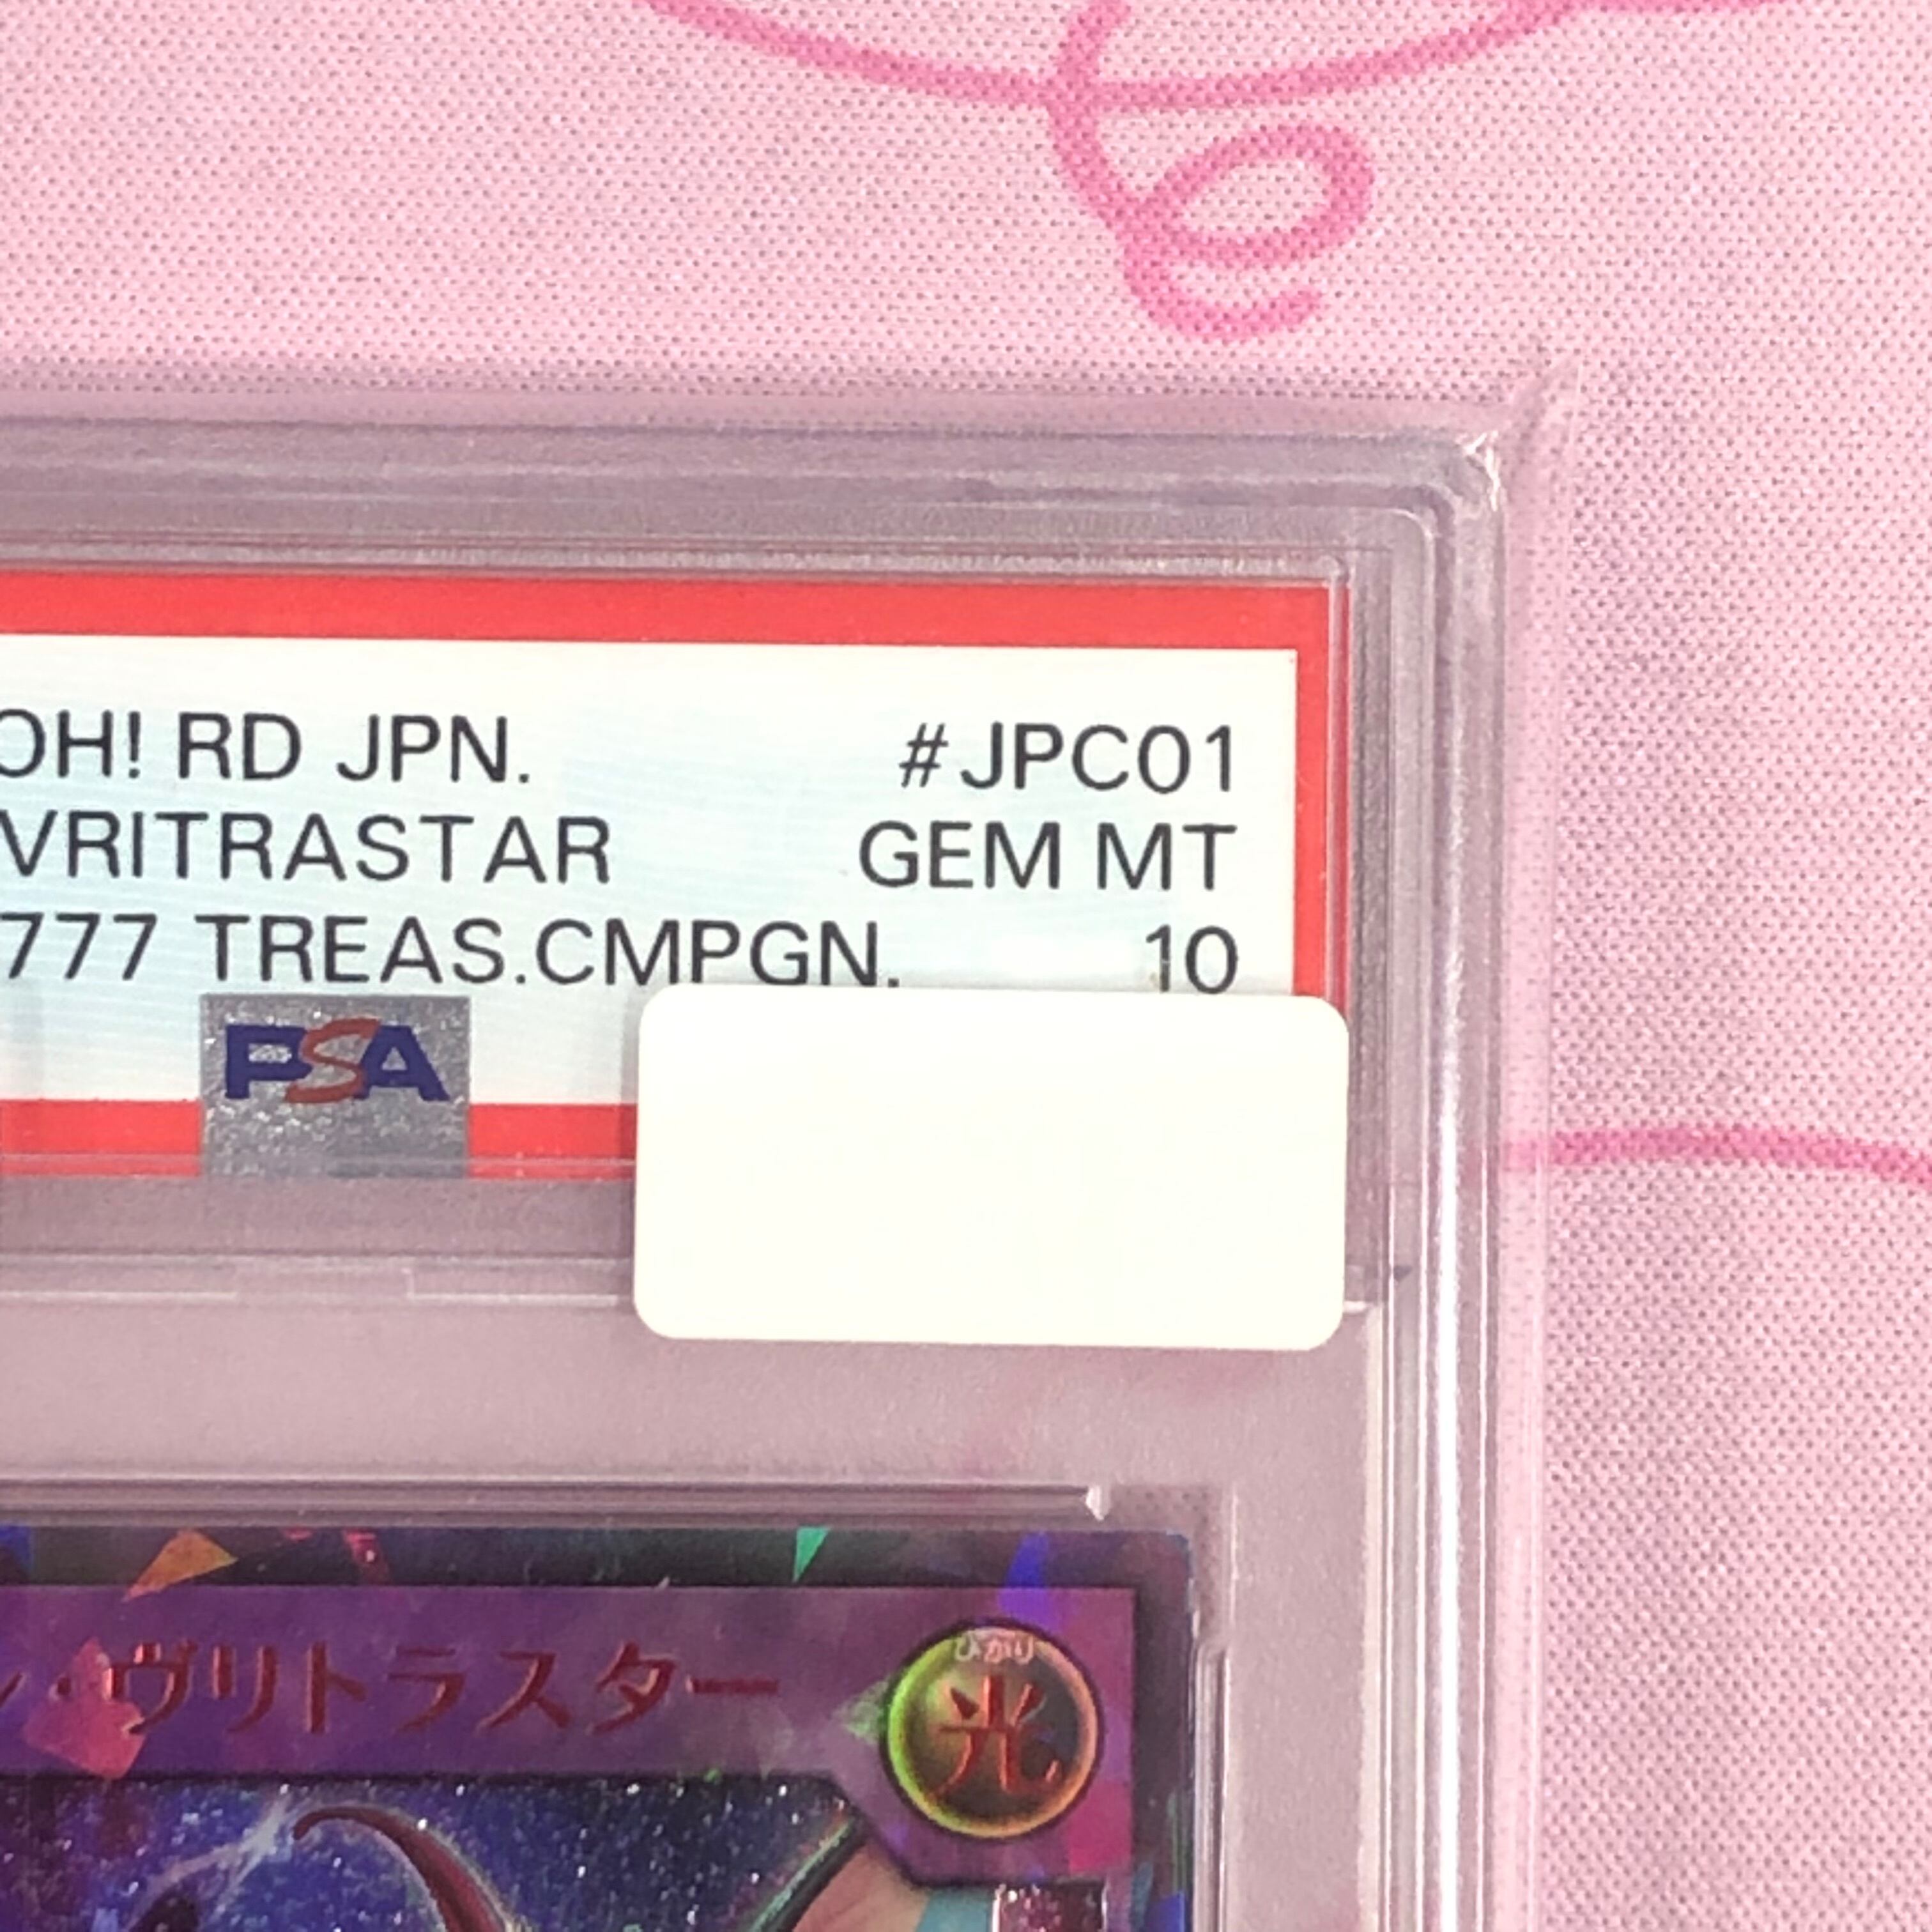 OH! RD JPN. #JPC01
VRITRASTAR GEM MT
777 TREAS.CMPGN. 10
PSA
ン・ヴリトラスター
ひかり
光